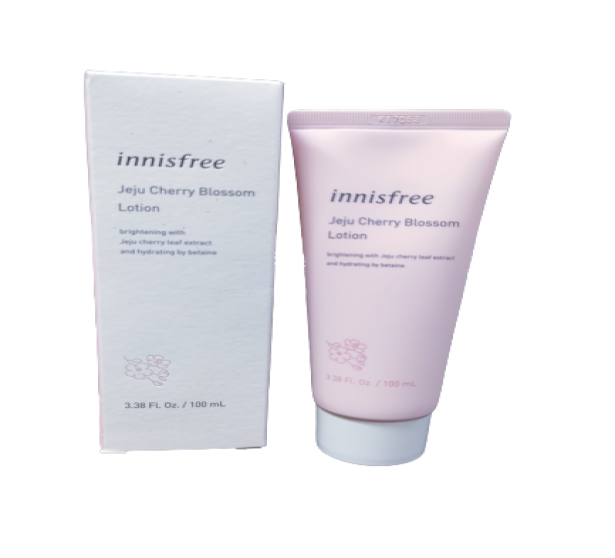 innisfree
Jeju Cherry Blossom
Lotion
brightening with
Jeju cherry leaf extract
and hydrating by betaine
3.38 FL Oz. / 100 mL
innisfree
Jeju Cherry Blossom
Lotion
brightening with Jeju cherry leaf extract
and hydrating by betaine
3.38 FL Oz. / 100 mL